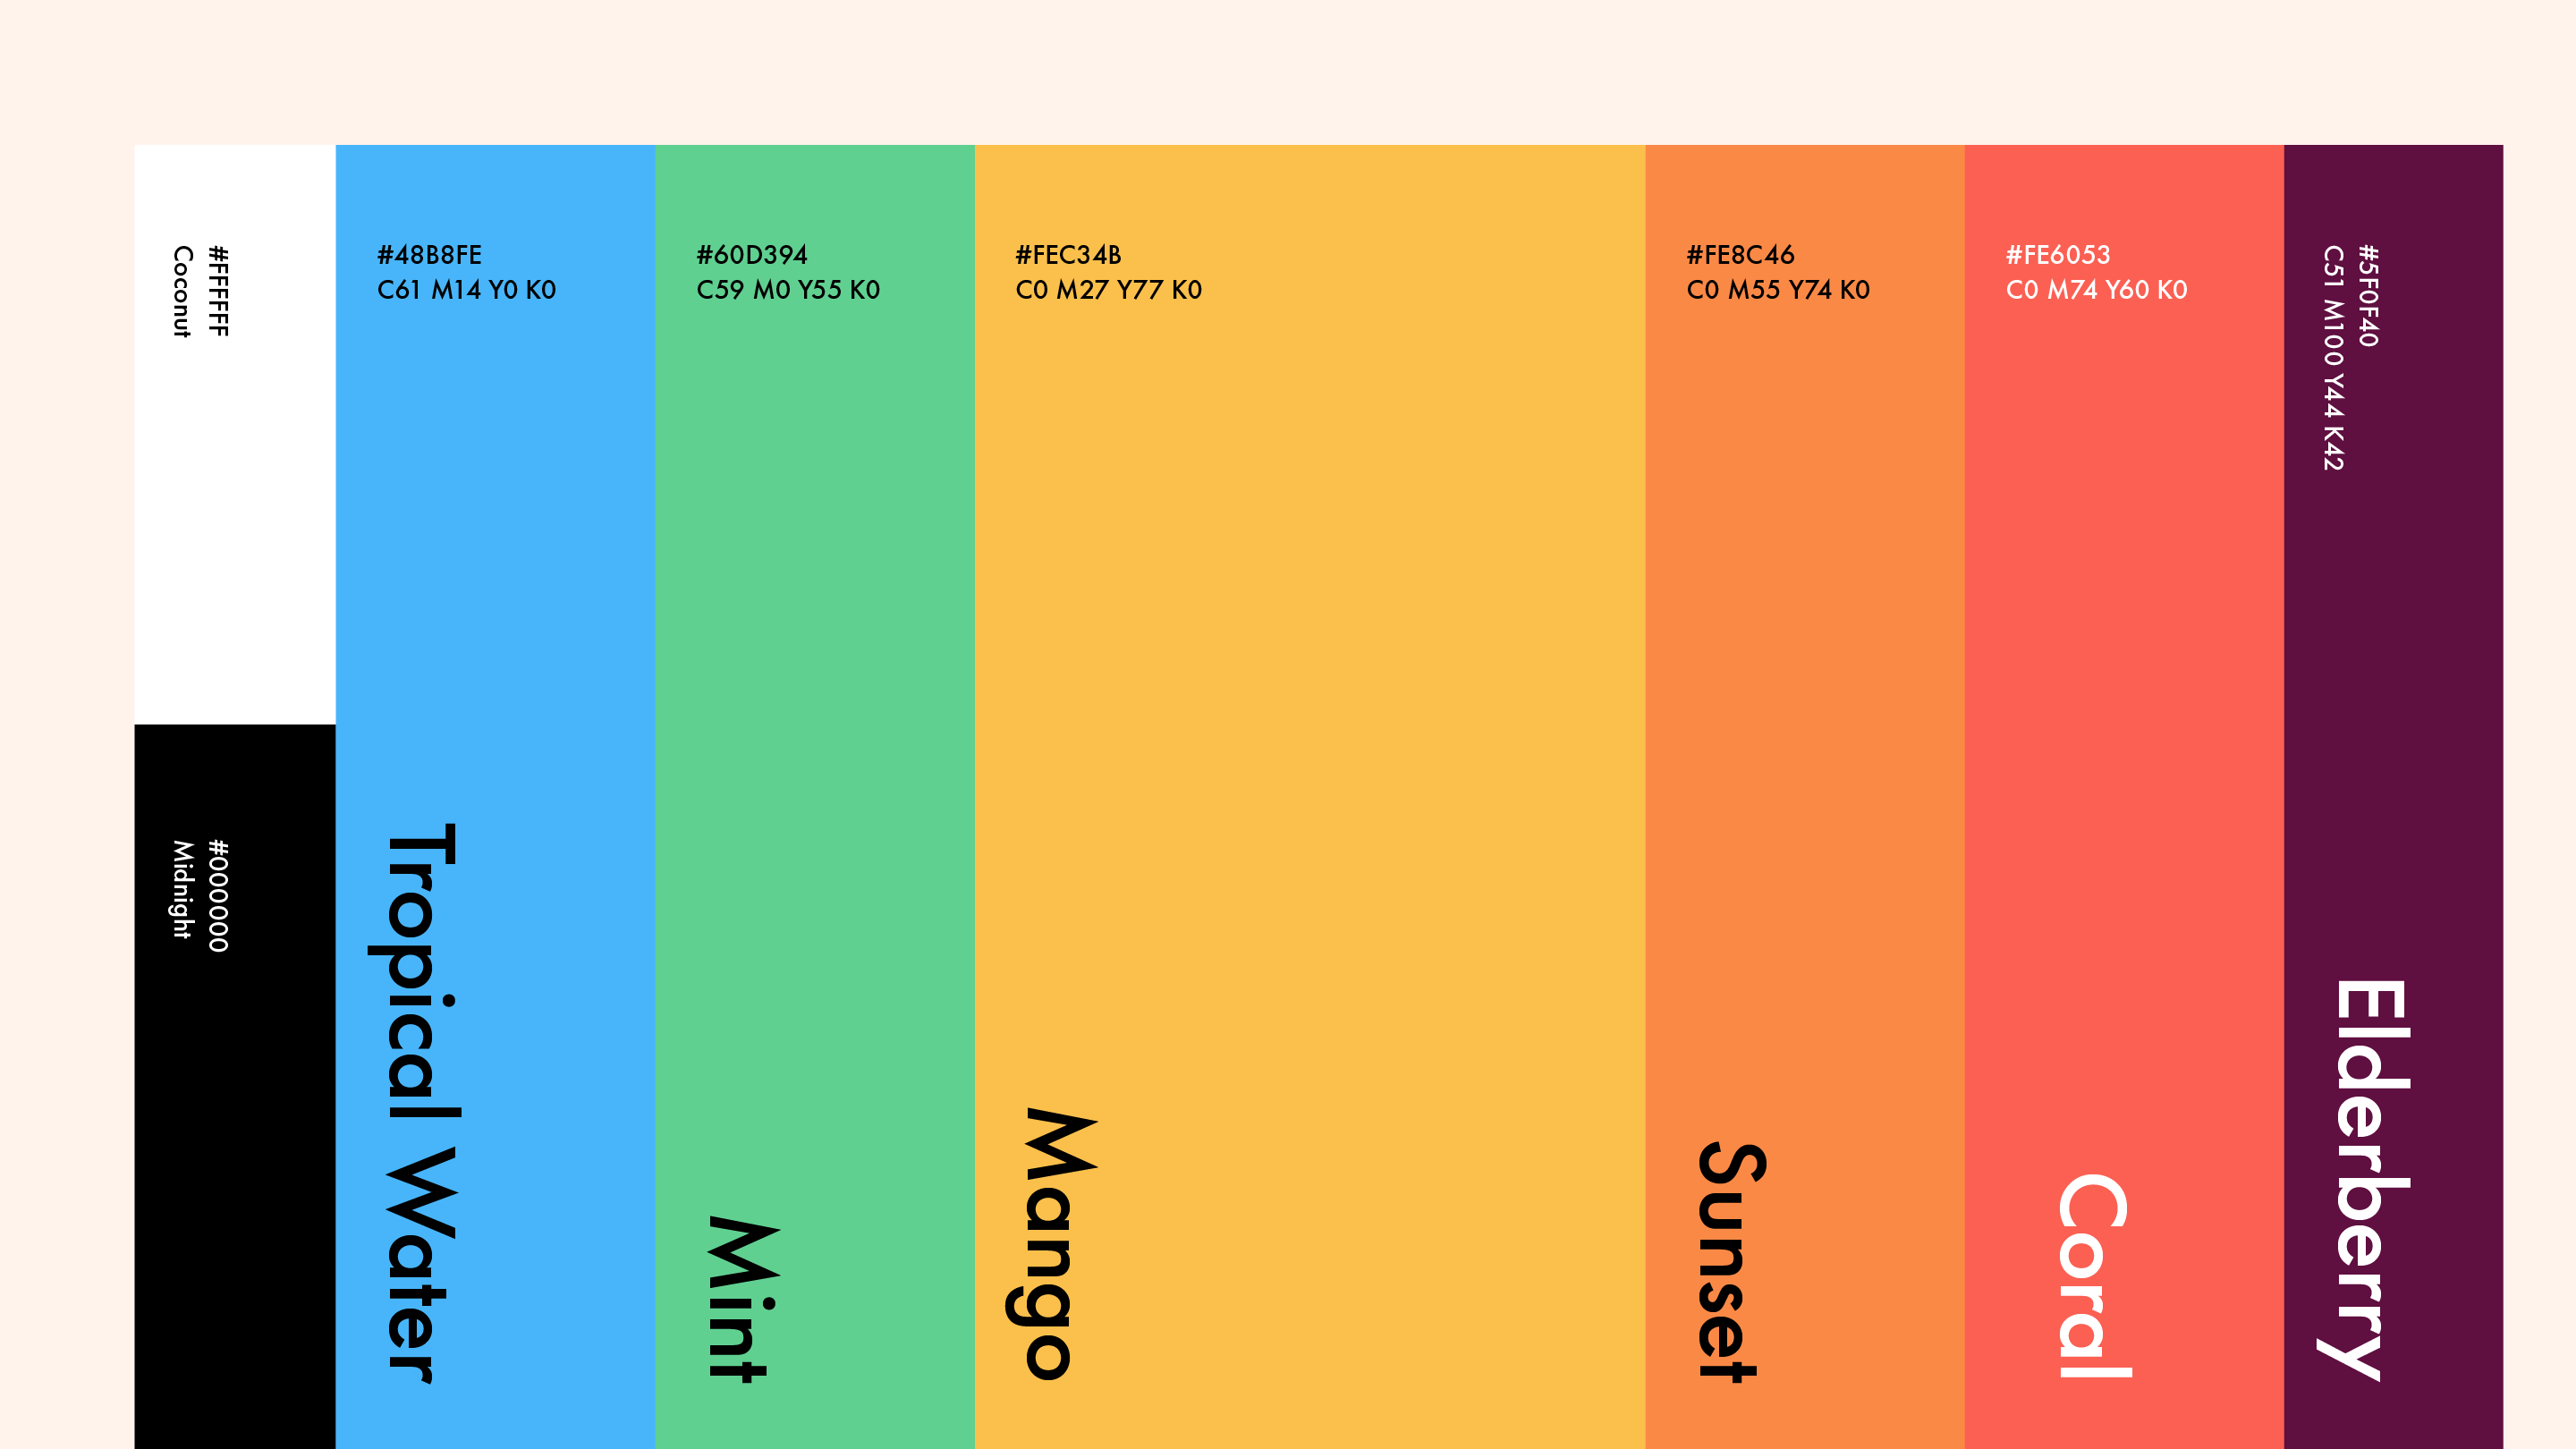 #FFFFFF
Coconut
#000000
Midnight
#48B8FE
C61 M14 Y0 K0
Tropical Water
#60D394
C59 M0 Y55 K0
Mint
#FEC34B
C0 M27 Y77 K0
Mango
#FE8C46
C0 M55 Y74 K0
Sunset
#FE6053
C0 M74 Y60 K0
Coral
#5F0F40
C51 M100 Y44 K42
Elderberry